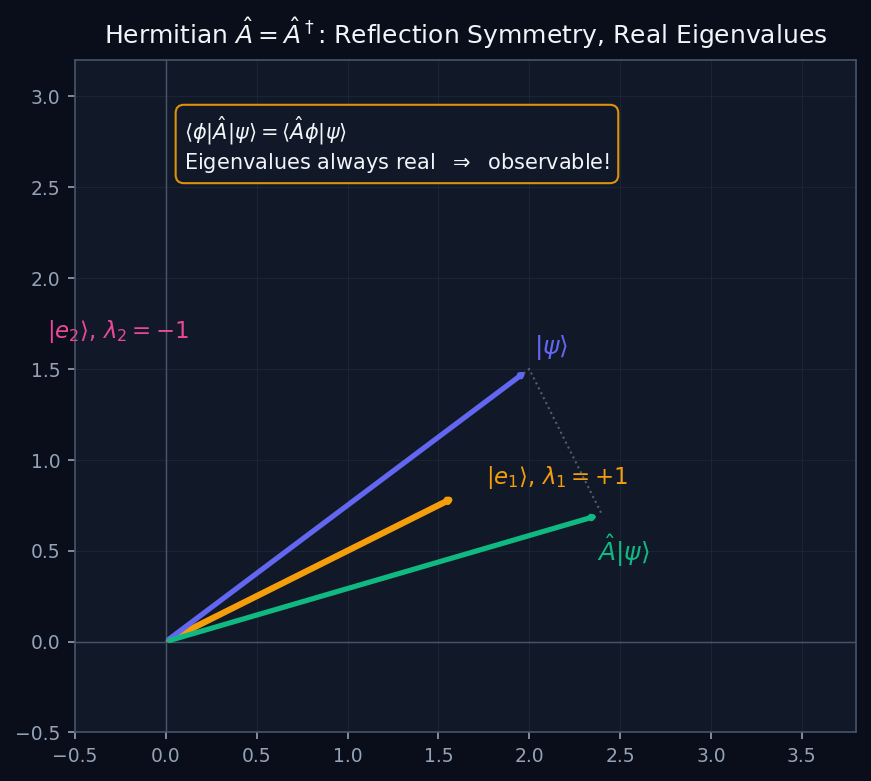 Hermitian Â = Â†: Reflection Symmetry, Real Eigenvalues
3.0
⟨ϕ|Â|ψ⟩ = ⟨Âϕ|ψ⟩
Eigenvalues always real ⇒ observable!
2.5
2.0
|e₂⟩, λ₂ = −1
|ψ⟩
1.5
1.0
|e₁⟩, λ₁ = +1
0.5
Â|ψ⟩
0.0
−0.5
−0.5 0.0 0.5 1.0 1.5 2.0 2.5 3.0 3.5